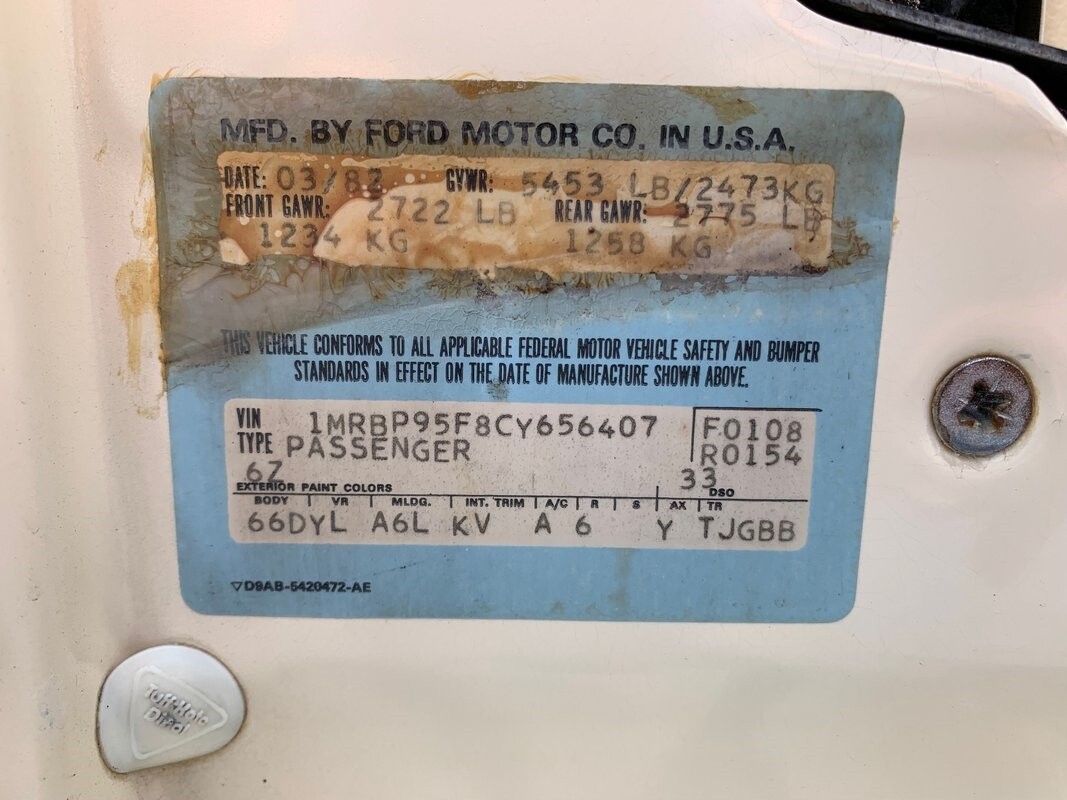 MFD. BY FORD MOTOR CO. IN U.S.A.
DATE: 03/82 GVWR: 5453 LB/2473KG
FRONT GAWR: 2722 LB REAR GAWR: 2775 LB
1234 KG 1258 KG
THIS VEHICLE CONFORMS TO ALL APPLICABLE FEDERAL MOTOR VEHICLE SAFETY AND BUMPER
STANDARDS IN EFFECT ON THE DATE OF MANUFACTURE SHOWN ABOVE.
VIN 1MRBP95F8CY656407 F0108
TYPE PASSENGER R0154
6Z 33
EXTERIOR PAINT COLORS DSO
BODY VR MLDG. INT. TRIM A/C R S AX TR
66DYL A6L KV A 6 Y TJGBB
▽D9AB-5420472-AE
Tuff-Kote
Dinol